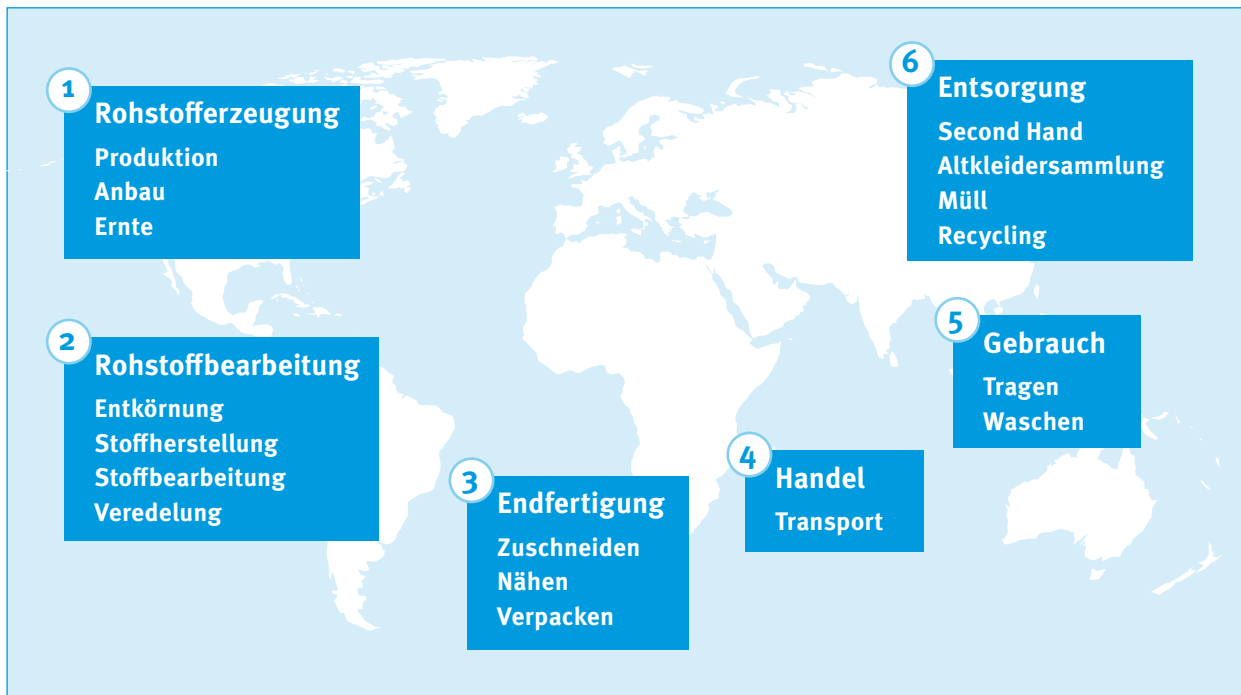 1
Rohstofferzeugung
Produktion
Anbau
Ernte
2
Rohstoffbearbeitung
Entkörnung
Stoffherstellung
Stoffbearbeitung
Veredelung
3
Endfertigung
Zuschneiden
Nähen
Verpacken
4
Handel
Transport
5
Gebrauch
Tragen
Waschen
6
Entsorgung
Second Hand
Altkleidersammlung
Müll
Recycling